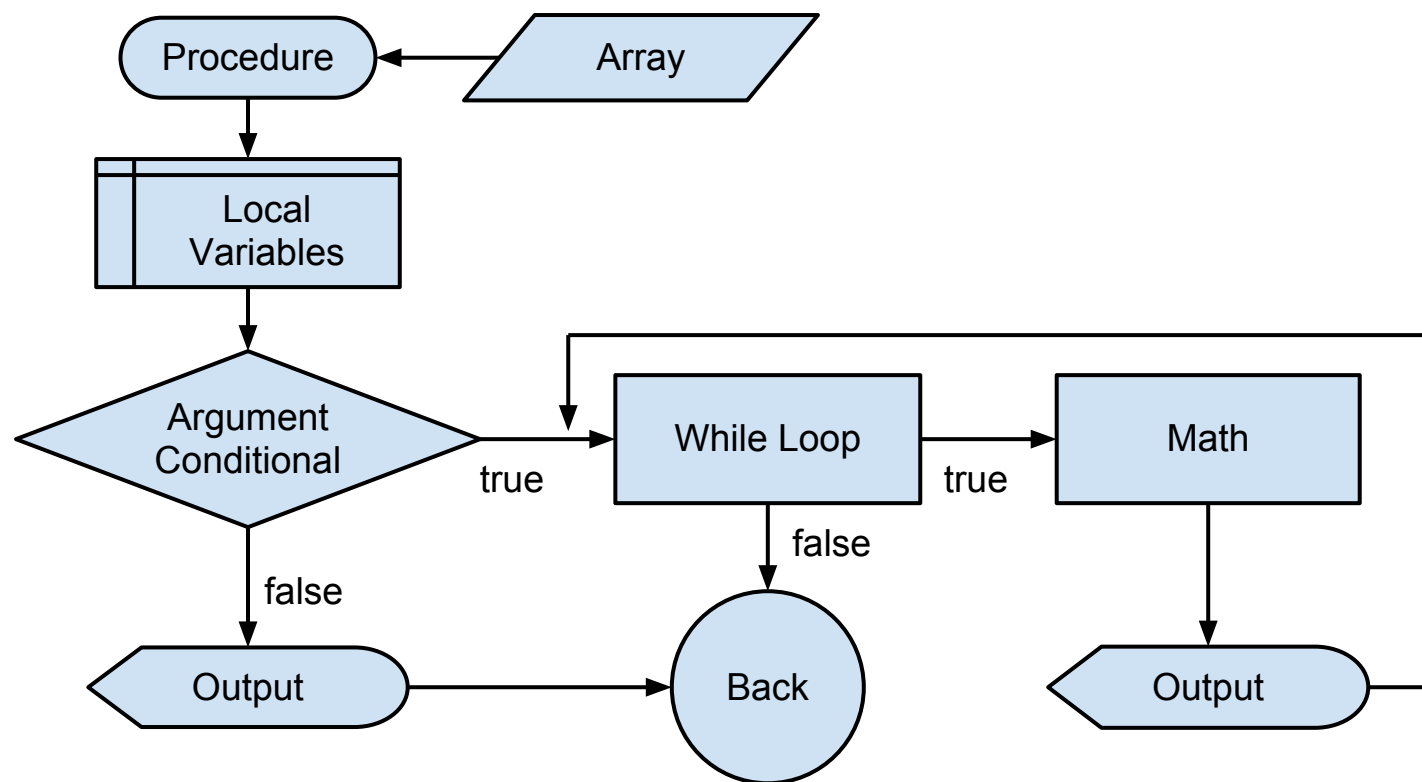 Procedure
Array
Local
Variables
Argument
Conditional
true
While Loop
true
Math
false
false
Output
Back
Output